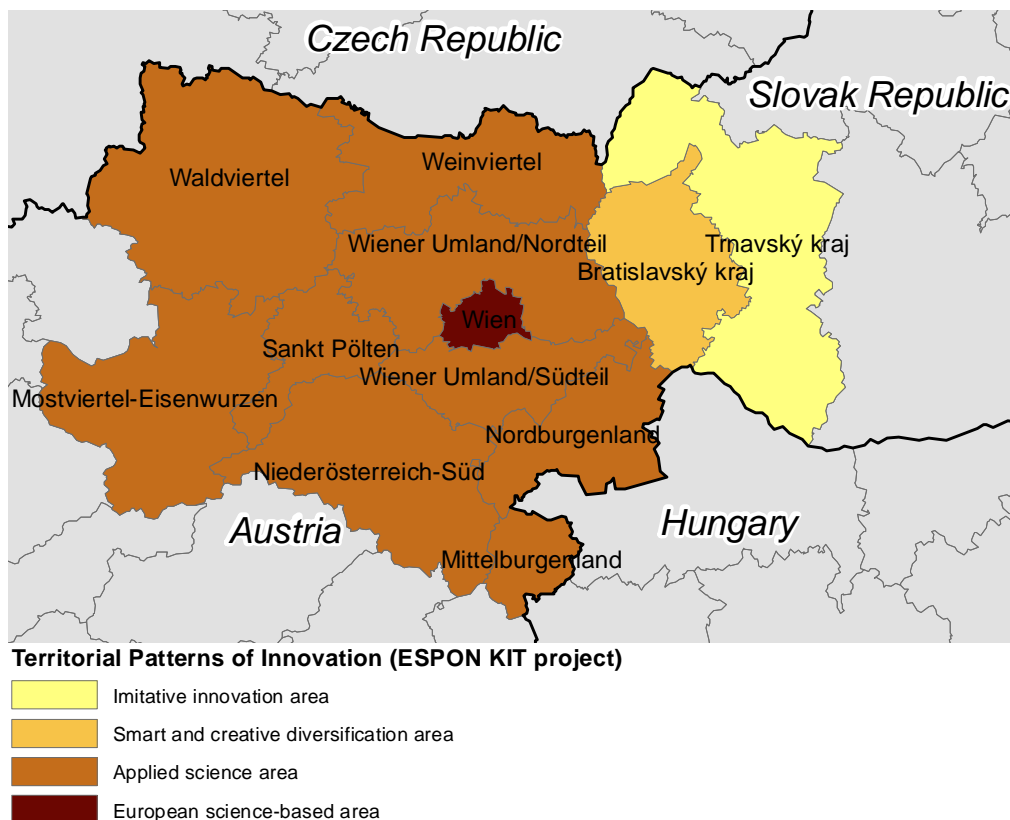 Czech Republic
Slovak Republic
Weinviertel
Waldviertel
Wiener Umland/Nordteil
Trnavský kraj
Bratislavský kraj
Wien
Sankt Pölten
Wiener Umland/Südteil
Mostviertel-Eisenwurzen
Nordburgenland
Niederösterreich-Süd
Austria
Hungary
Mittelburgenland
Territorial Patterns of Innovation (ESPON KIT project)
Imitative innovation area
Smart and creative diversification area
Applied science area
European science-based area